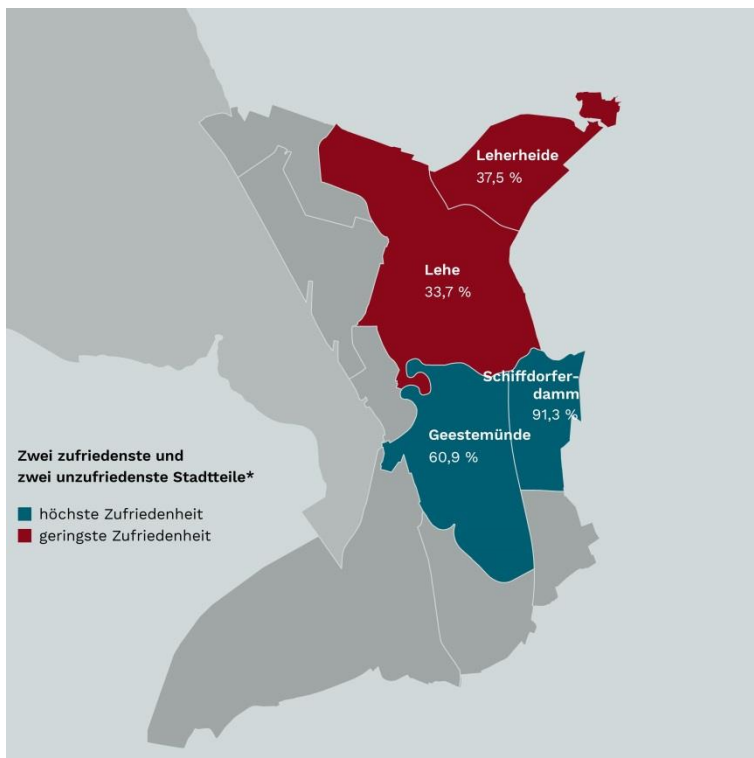 Leherheide
37,5 %
Lehe
33,7 %
Schiffdorfer-
damm
91,3 %
Geestemünde
60,9 %
Zwei zufriedenste und
zwei unzufriedenste Stadtteile*
höchste Zufriedenheit
geringste Zufriedenheit